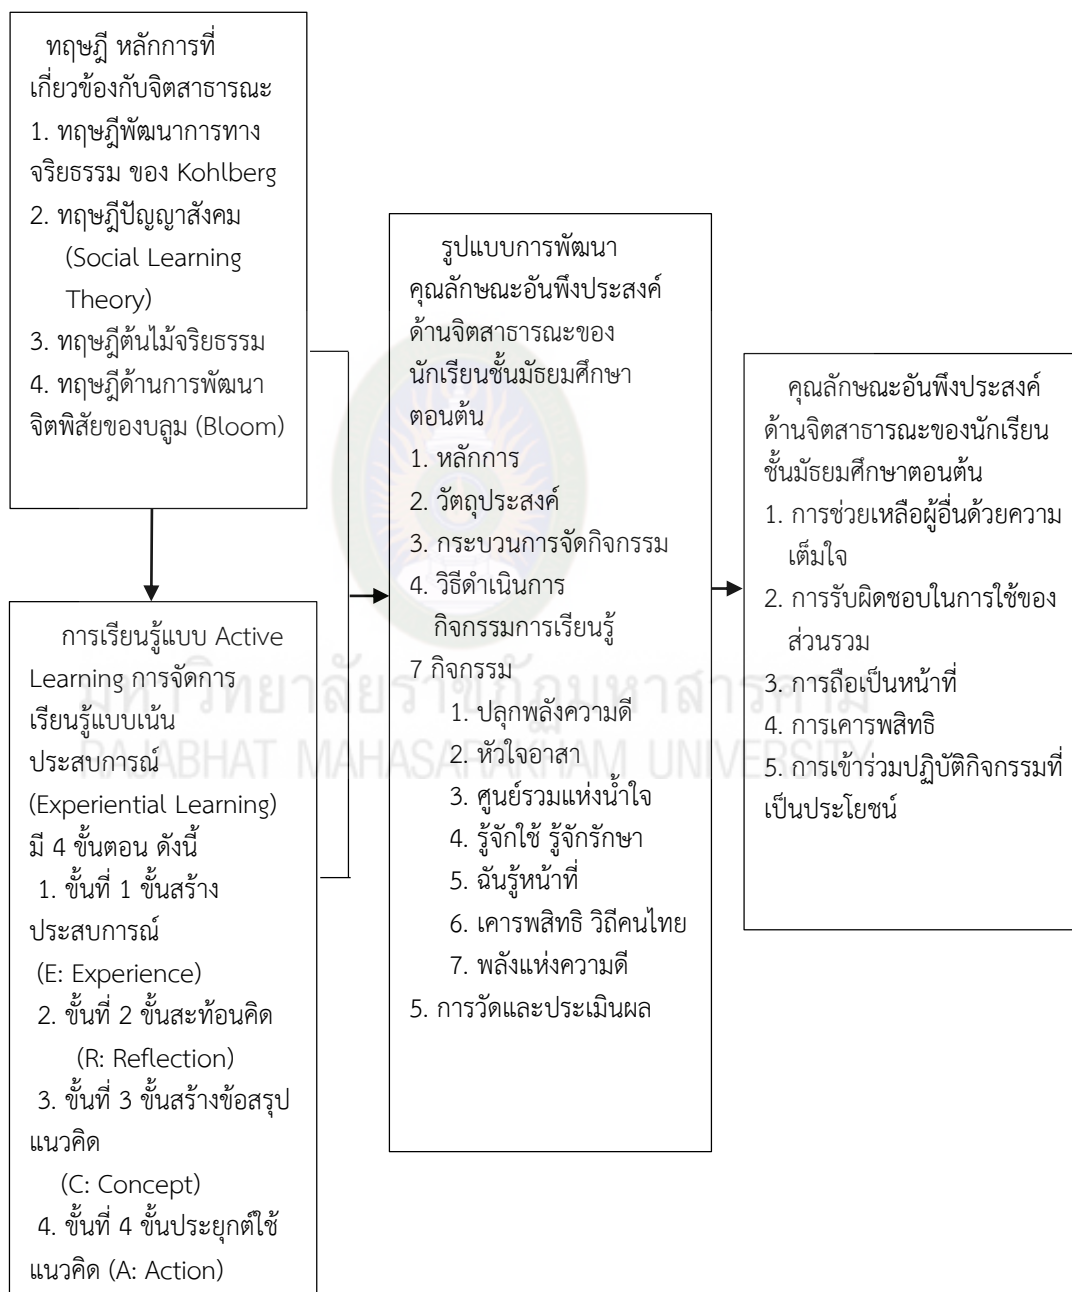 ทฤษฎี หลักการที่
เกี่ยวข้องกับจิตสาธารณะ
1. ทฤษฎีพัฒนาการทาง
จริยธรรม ของ Kohlberg
2. ทฤษฎีปัญญาสังคม
(Social Learning
Theory)
3. ทฤษฎีต้นไม้จริยธรรม
4. ทฤษฎีด้านการพัฒนา
จิตพิสัยของบลูม (Bloom)
การเรียนรู้แบบ Active
Learning การจัดการ
เรียนรู้แบบเน้น
ประสบการณ์
(Experiential Learning)
มี 4 ขั้นตอน ดังนี้
1. ขั้นที่ 1 ขั้นสร้าง
ประสบการณ์
(E: Experience)
2. ขั้นที่ 2 ขั้นสะท้อนคิด
(R: Reflection)
3. ขั้นที่ 3 ขั้นสร้างข้อสรุป
แนวคิด
(C: Concept)
4. ขั้นที่ 4 ขั้นประยุกต์ใช้
แนวคิด (A: Action)
รูปแบบการพัฒนา
คุณลักษณะอันพึงประสงค์
ด้านจิตสาธารณะของ
นักเรียนชั้นมัธยมศึกษา
ตอนต้น
1. หลักการ
2. วัตถุประสงค์
3. กระบวนการจัดกิจกรรม
4. วิธีดำเนินการ
กิจกรรมการเรียนรู้
7 กิจกรรม
1. ปลุกพลังความดี
2. หัวใจอาสา
3. ศูนย์รวมแห่งน้ำใจ
4. รู้จักใช้ รู้จักรักษา
5. ฉันรู้หน้าที่
6. เคารพสิทธิ วิถีคนไทย
7. พลังแห่งความดี
5. การวัดและประเมินผล
คุณลักษณะอันพึงประสงค์
ด้านจิตสาธารณะของนักเรียน
ชั้นมัธยมศึกษาตอนต้น
1. การช่วยเหลือผู้อื่นด้วยความ
เต็มใจ
2. การรับผิดชอบในการใช้ของ
ส่วนรวม
3. การถือเป็นหน้าที่
4. การเคารพสิทธิ
5. การเข้าร่วมปฏิบัติกิจกรรมที่
เป็นประโยชน์
มหาวิทยาลัยราชภัฏมหาสารคาม
RAJABHAT MAHASARAKHAM UNIVERSITY